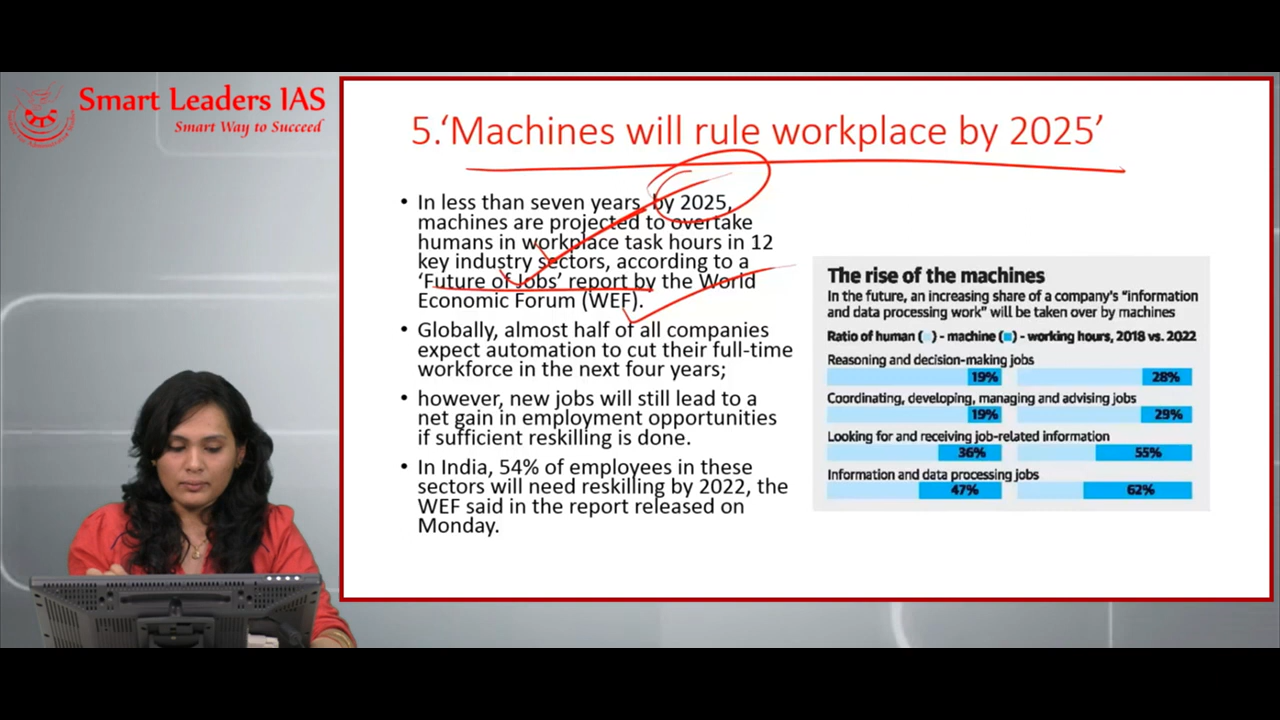 Smart Leaders IAS
Smart Way to Succeed
5.‘Machines will rule workplace by 2025’
• In less than seven years, by 2025,
machines are projected to overtake
humans in workplace task hours in 12
key industry sectors, according to a
‘Future of Jobs’ report by the World
Economic Forum (WEF).
• Globally, almost half of all companies
expect automation to cut their full-time
workforce in the next four years;
• however, new jobs will still lead to a
net gain in employment opportunities
if sufficient reskilling is done.
• In India, 54% of employees in these
sectors will need reskilling by 2022, the
WEF said in the report released on
Monday.
The rise of the machines
In the future, an increasing share of a company's "information
and data processing work" will be taken over by machines
Ratio of human ( ) - machine ( ) - working hours, 2018 vs. 2022
Reasoning and decision-making jobs
19% 28%
Coordinating, developing, managing and advising jobs
19% 29%
Looking for and receiving job-related information
36% 55%
Information and data processing jobs
47% 62%